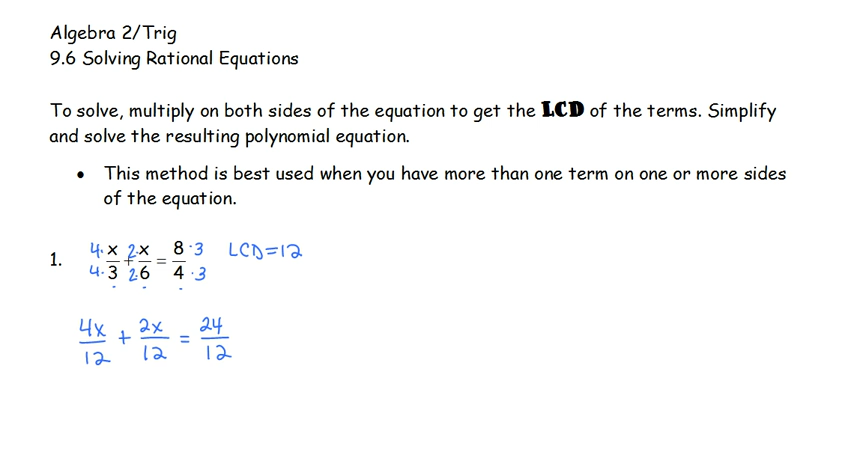 Algebra 2/Trig
9.6 Solving Rational Equations
To solve, multiply on both sides of the equation to get the LCD of the terms. Simplify
and solve the resulting polynomial equation.
• This method is best used when you have more than one term on one or more sides
of the equation.
1. 4·x/4·3 + 2·x/2·6 = 8·3/4·3 LCD=12
4x/12 + 2x/12 = 24/12